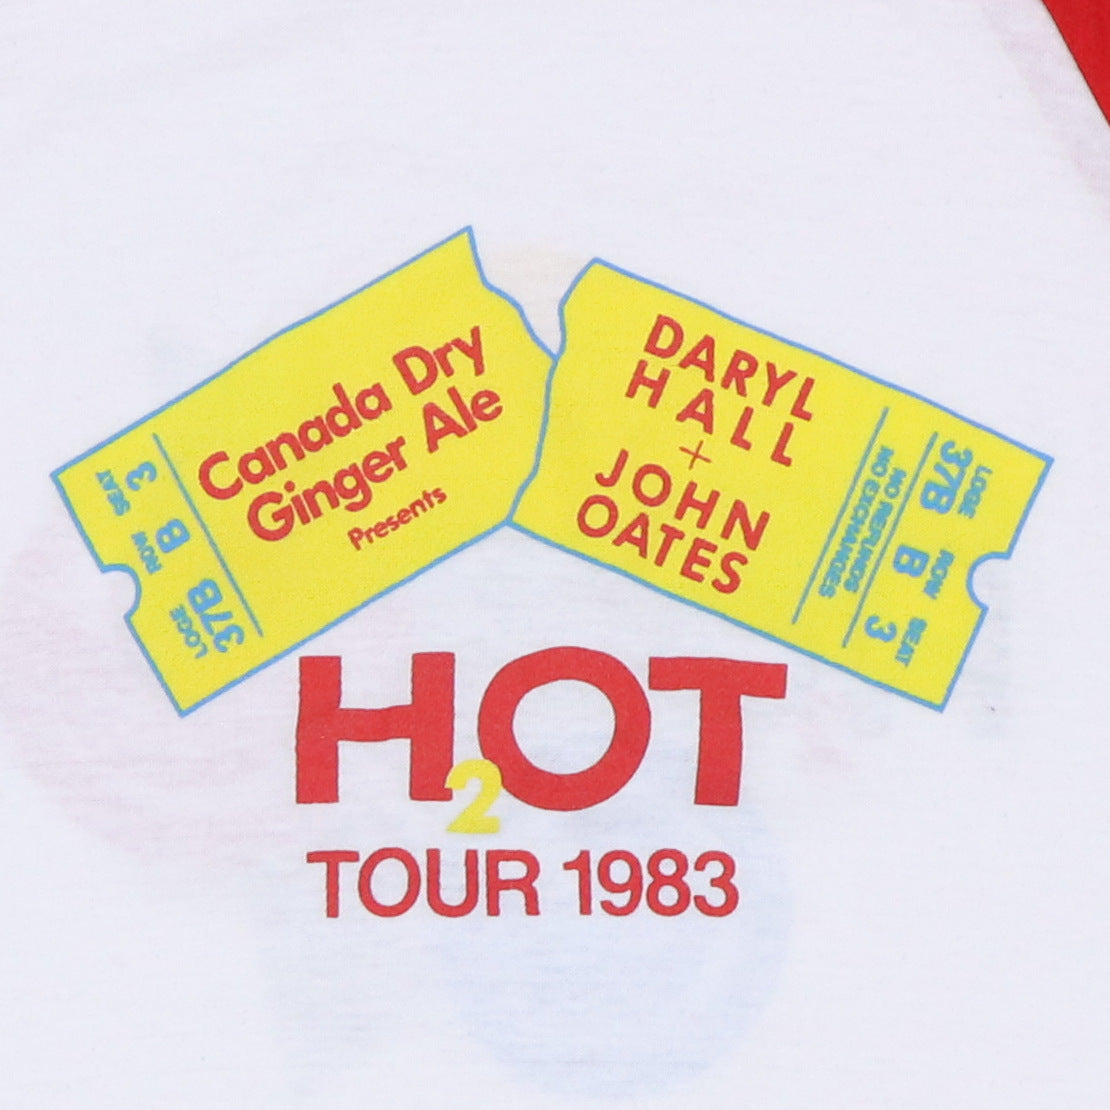 Canada Dry
Ginger Ale
Presents
SEAT ROW LOGE
3 B 37B
DARYL
HALL
+
JOHN
OATES
NO REFUNDS
NO EXCHANGES
LOGE ROW SEAT
37B B 3
H2OT
TOUR 1983